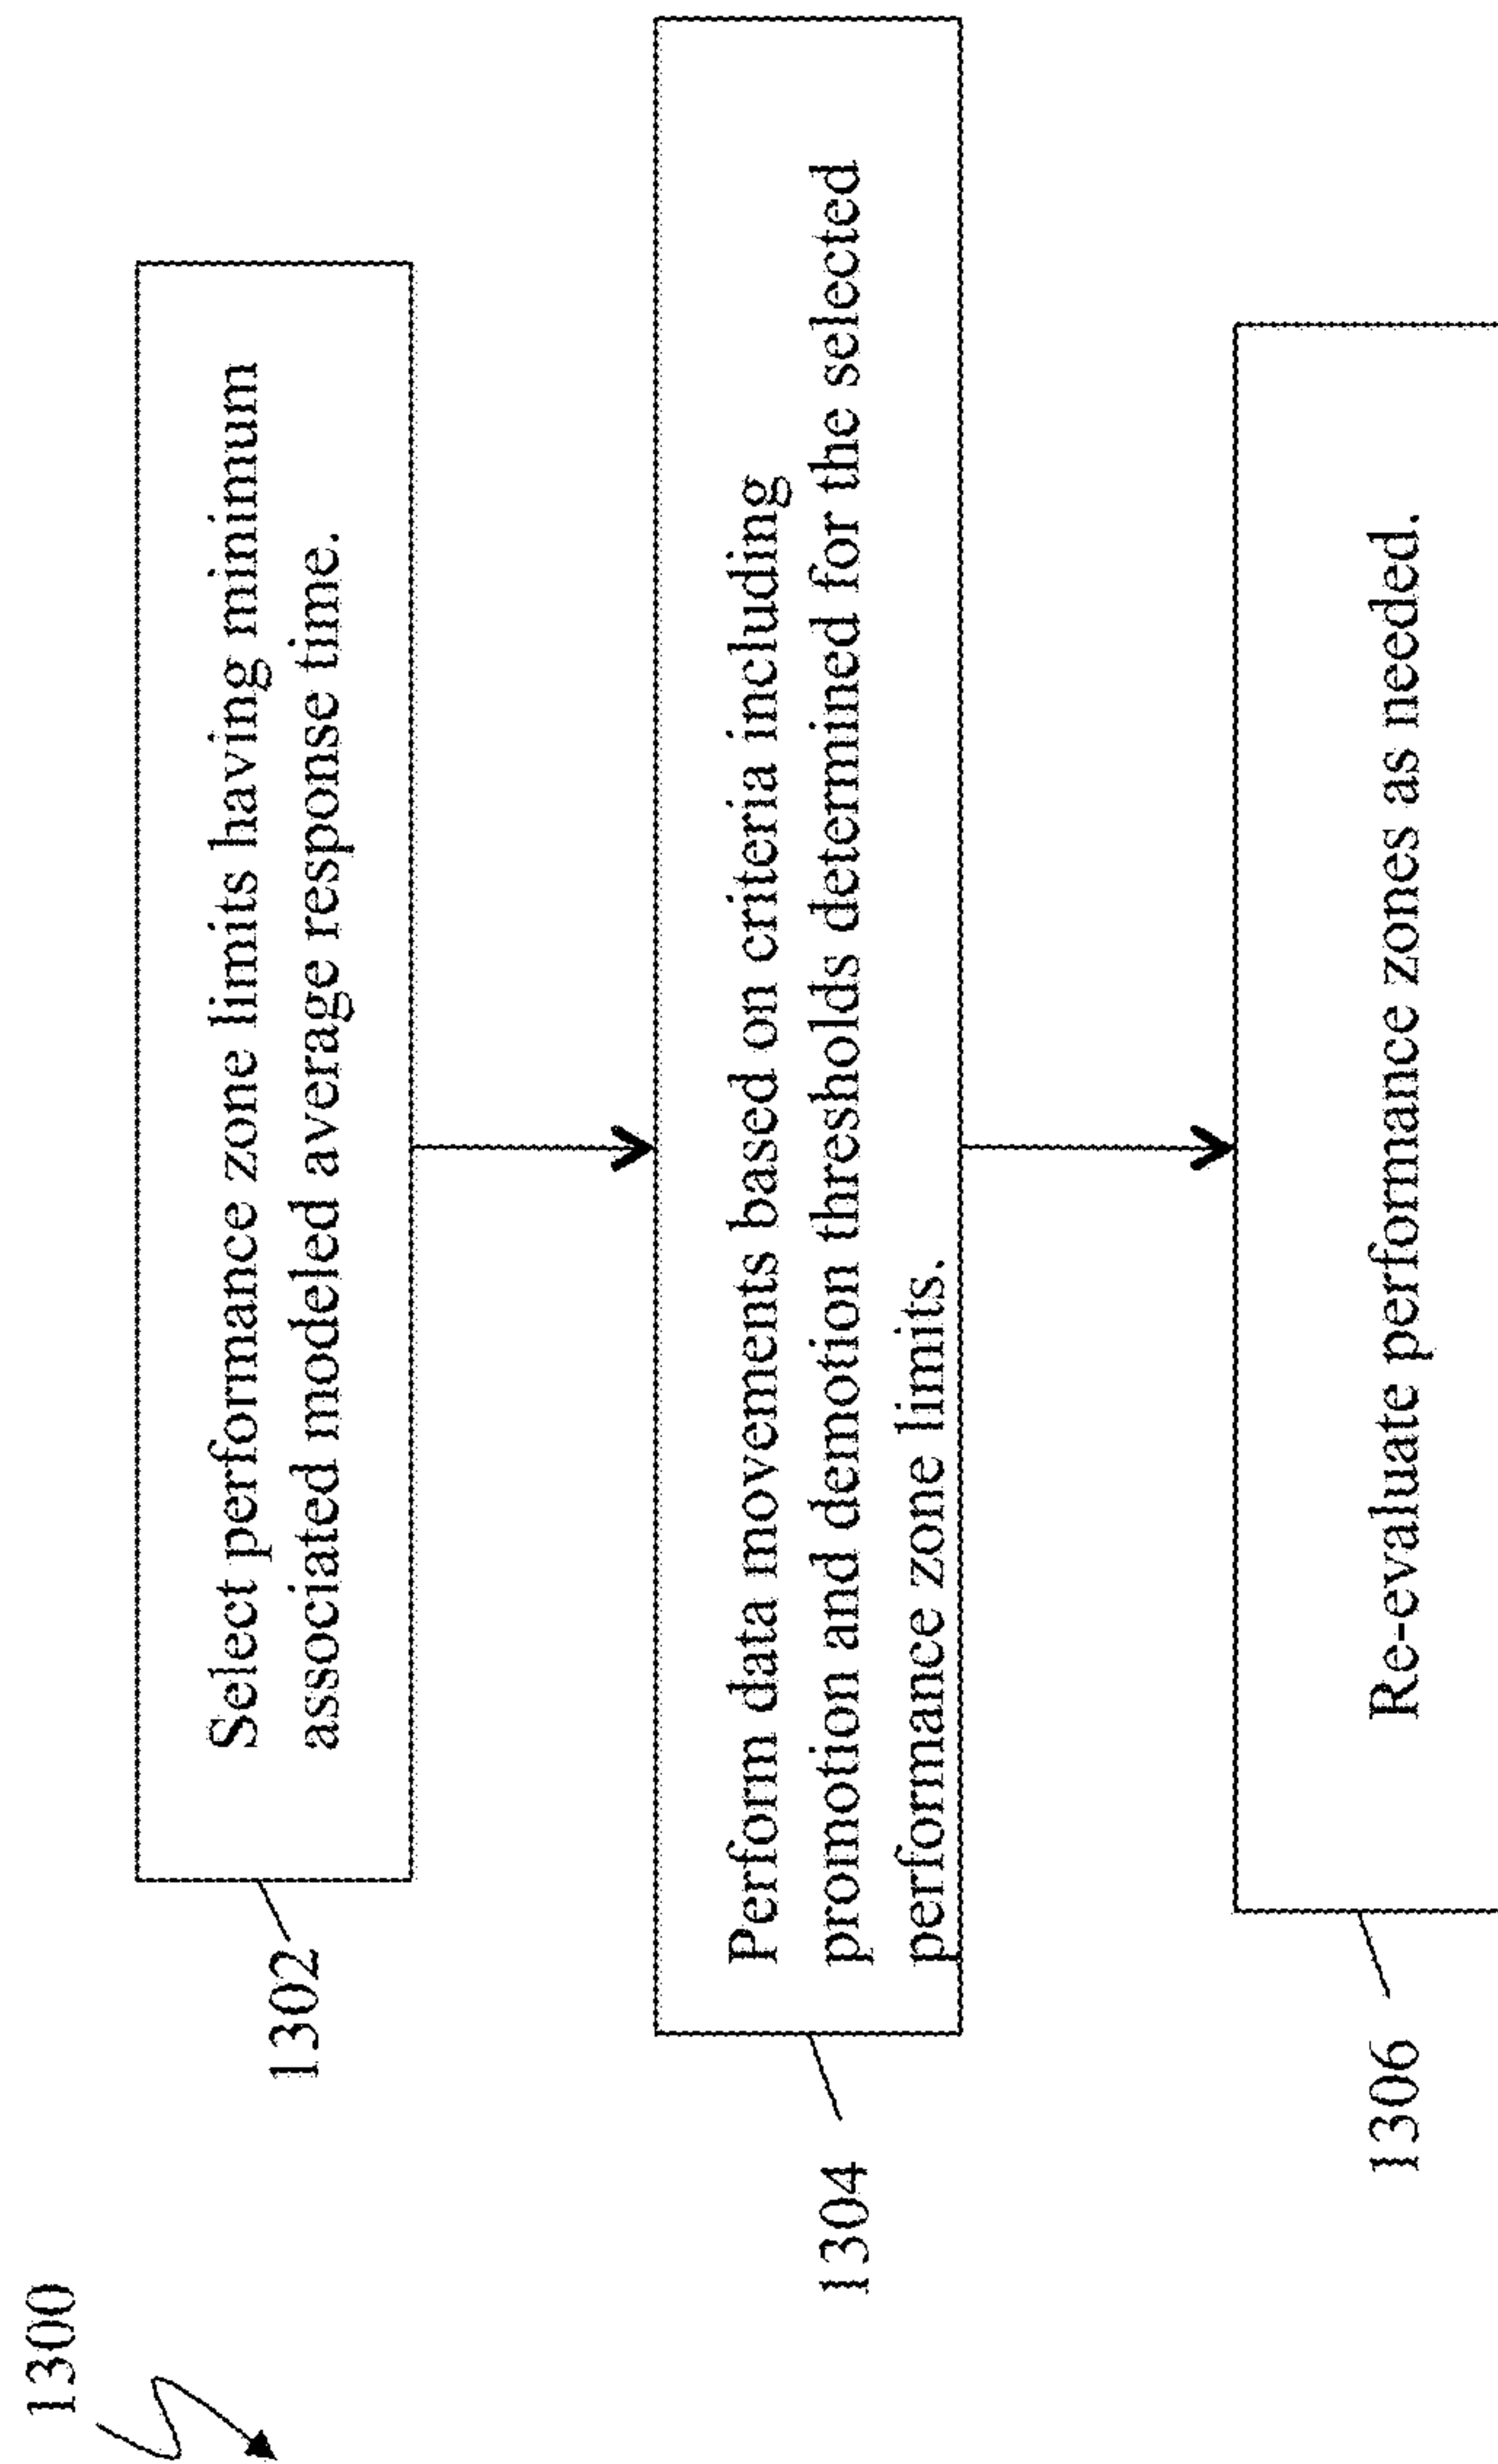 1300
1302
Select performance zone limits having minimum
associated modeled average response time.
1304
Perform data movements based on criteria including
promotion and demotion thresholds determined for the selected
performance zone limits.
1306
Re-evaluate performance zones as needed.